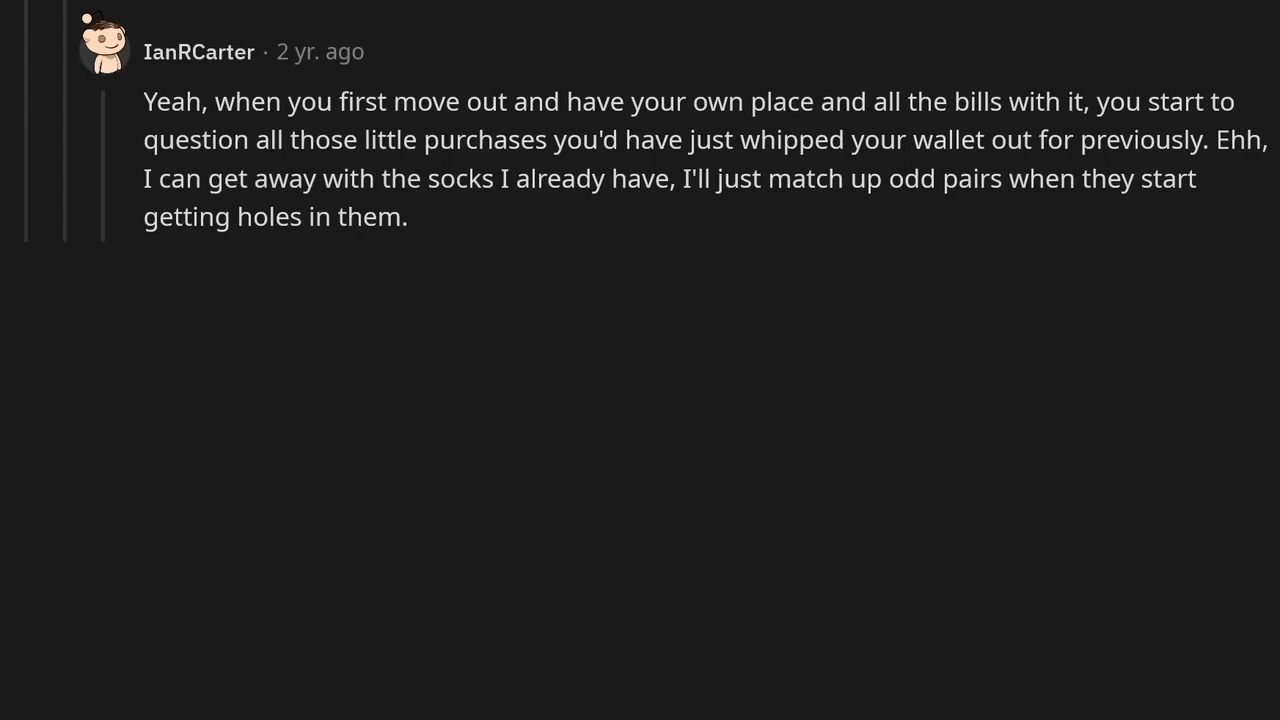 IanRCarter · 2 yr. ago
Yeah, when you first move out and have your own place and all the bills with it, you start to
question all those little purchases you'd have just whipped your wallet out for previously. Ehh,
I can get away with the socks I already have, I'll just match up odd pairs when they start
getting holes in them.